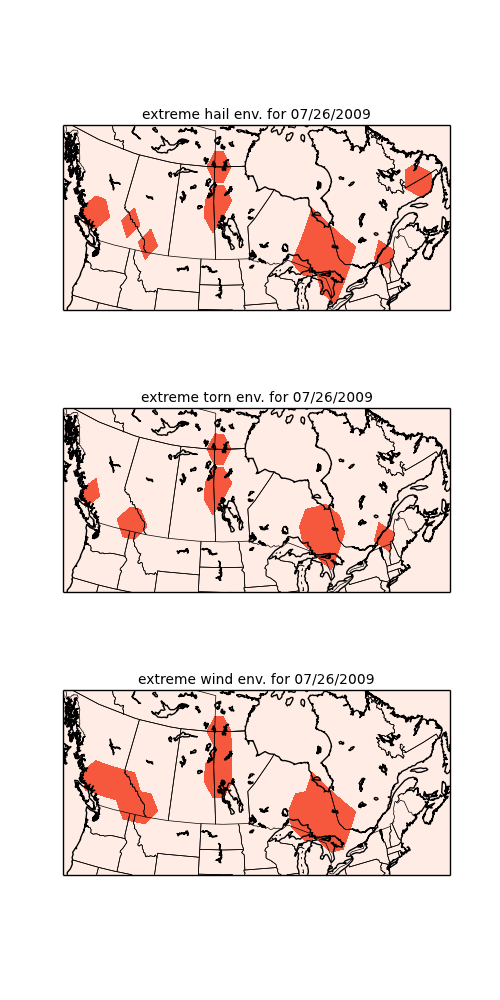 extreme hail env. for 07/26/2009
extreme torn env. for 07/26/2009
extreme wind env. for 07/26/2009